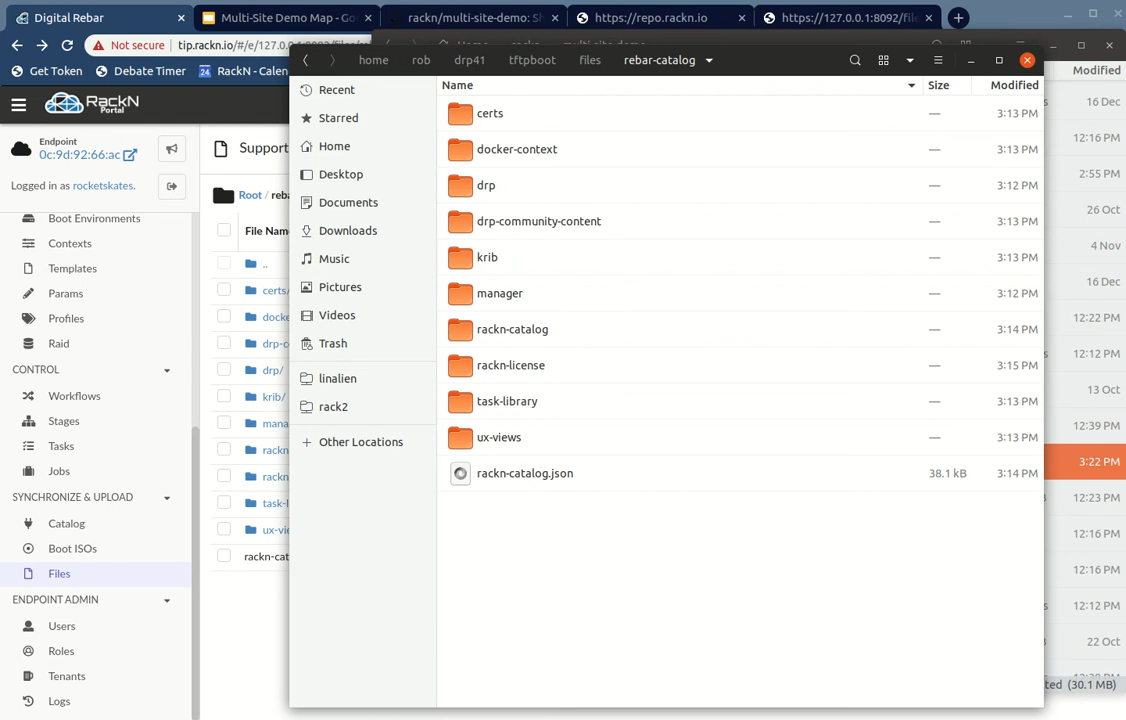 Digital Rebar
Multi-Site Demo Map - Go
rackn/multi-site-demo: Sh
https://repo.rackn.io
https://127.0.0.1:8092/file
Not secure
tip.rackn.io/#/e/127.0.0.1:8092/files/
Get Token
Debate Timer
24
RackN - Calen
home
rob
drp41
tftpboot
files
rebar-catalog
RackN
Portal
Endpoint
0c:9d:92:66:ac
Logged in as rocketskates.
Boot Environments
Contexts
Templates
Params
Profiles
Raid
CONTROL
Workflows
Stages
Tasks
Jobs
SYNCHRONIZE & UPLOAD
Catalog
Boot ISOs
Files
ENDPOINT ADMIN
Users
Roles
Tenants
Logs
Support
Root / reba
File Name
..
certs/
docke
drp-c
drp/
krib/
mana
rackn
rackn
task-l
ux-vie
rackn-cat
Recent
Starred
Home
Desktop
Documents
Downloads
Music
Pictures
Videos
Trash
linalien
rack2
+ Other Locations
Name Size Modified
certs — 3:13 PM
docker-context — 3:13 PM
drp — 3:12 PM
drp-community-content — 3:13 PM
krib — 3:13 PM
manager — 3:12 PM
rackn-catalog — 3:14 PM
rackn-license — 3:15 PM
task-library — 3:13 PM
ux-views — 3:13 PM
rackn-catalog.json 38.1 kB 3:14 PM
Modified
16 Dec
12:16 PM
2:55 PM
26 Oct
4 Nov
16 Dec
12:22 PM
12:12 PM
13 Oct
12:39 PM
3:22 PM
12:23 PM
12:16 PM
12:16 PM
12:12 PM
22 Oct
ted (30.1 MB)